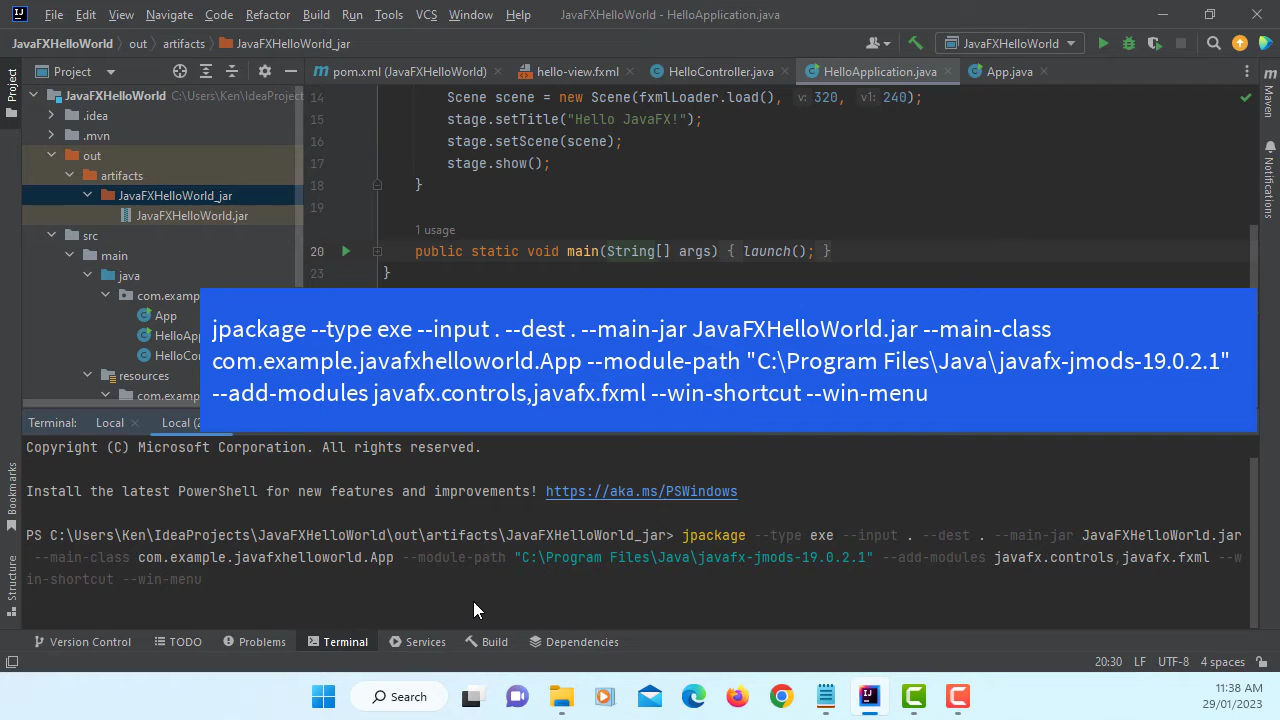 File Edit View Navigate Code Refactor Build Run Tools VCS Window Help JavaFXHelloWorld - HelloApplication.java
JavaFXHelloWorld out artifacts JavaFXHelloWorld_jar JavaFXHelloWorld
Project pom.xml (JavaFXHelloWorld) hello-view.fxml HelloController.java HelloApplication.java App.java
Project
Maven
Notifications
JavaFXHelloWorld C:\Users\Ken\IdeaProject
.idea
.mvn
out
artifacts
JavaFXHelloWorld_jar
JavaFXHelloWorld.jar
src
main
java
com.examp
App
HelloApp
HelloCo
resources
com.examp
14 Scene scene = new Scene(fxmlLoader.load(), v: 320, v1: 240);
15 stage.setTitle("Hello JavaFX!");
16 stage.setScene(scene);
17 stage.show();
18 }
19
1 usage
20 public static void main(String[] args) { launch(); }
23 }
jpackage --type exe --input . --dest . --main-jar JavaFXHelloWorld.jar --main-class
com.example.javafxhelloworld.App --module-path "C:\Program Files\Java\javafx-jmods-19.0.2.1"
--add-modules javafx.controls,javafx.fxml --win-shortcut --win-menu
Terminal: Local Local (2
Copyright (C) Microsoft Corporation. All rights reserved.
Install the latest PowerShell for new features and improvements! https://aka.ms/PSWindows
PS C:\Users\Ken\IdeaProjects\JavaFXHelloWorld\out\artifacts\JavaFXHelloWorld_jar> jpackage --type exe --input . --dest . --main-jar JavaFXHelloWorld.jar
--main-class com.example.javafxhelloworld.App --module-path "C:\Program Files\Java\javafx-jmods-19.0.2.1" --add-modules javafx.controls,javafx.fxml --w
in-shortcut --win-menu
Bookmarks
Structure
Version Control TODO Problems Terminal Services Build Dependencies
20:30 LF UTF-8 4 spaces
Search
11:38 AM
29/01/2023